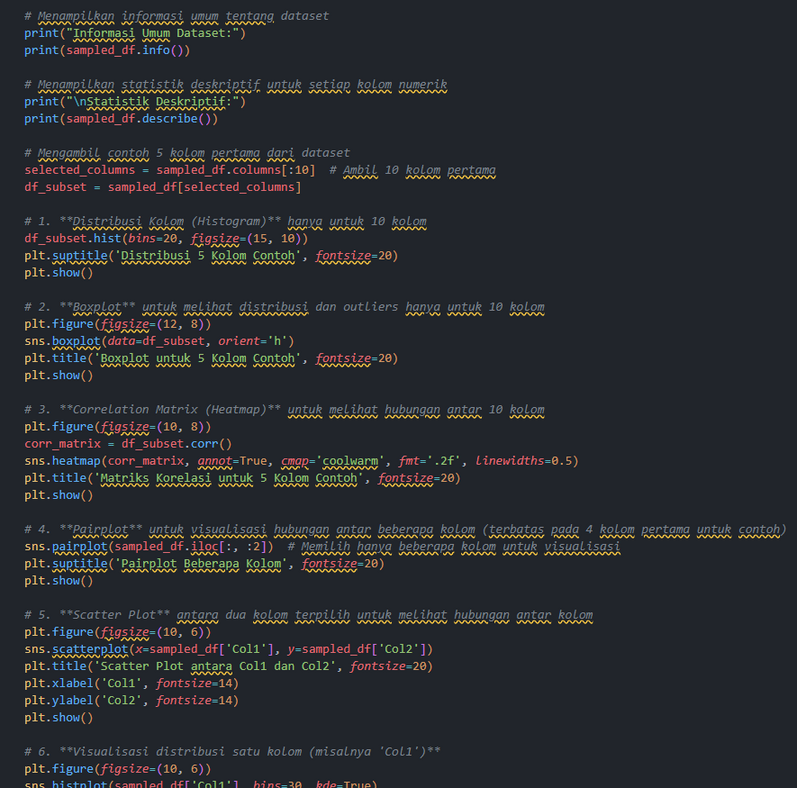 # Menampilkan informasi umum tentang dataset
print("Informasi Umum Dataset:")
print(sampled_df.info())
# Menampilkan statistik deskriptif untuk setiap kolom numerik
print("\nStatistik Deskriptif:")
print(sampled_df.describe())
# Mengambil contoh 5 kolom pertama dari dataset
selected_columns = sampled_df.columns[:10]  # Ambil 10 kolom pertama
df_subset = sampled_df[selected_columns]
# 1. **Distribusi Kolom (Histogram)** hanya untuk 10 kolom
df_subset.hist(bins=20, figsize=(15, 10))
plt.suptitle('Distribusi 5 Kolom Contoh', fontsize=20)
plt.show()
# 2. **Boxplot** untuk melihat distribusi dan outliers hanya untuk 10 kolom
plt.figure(figsize=(12, 8))
sns.boxplot(data=df_subset, orient='h')
plt.title('Boxplot untuk 5 Kolom Contoh', fontsize=20)
plt.show()
# 3. **Correlation Matrix (Heatmap)** untuk melihat hubungan antar 10 kolom
plt.figure(figsize=(10, 8))
corr_matrix = df_subset.corr()
sns.heatmap(corr_matrix, annot=True, cmap='coolwarm', fmt='.2f', linewidths=0.5)
plt.title('Matriks Korelasi untuk 5 Kolom Contoh', fontsize=20)
plt.show()
# 4. **Pairplot** untuk visualisasi hubungan antar beberapa kolom (terbatas pada 4 kolom pertama untuk contoh)
sns.pairplot(sampled_df.iloc[:, :2])  # Memilih hanya beberapa kolom untuk visualisasi
plt.suptitle('Pairplot Beberapa Kolom', fontsize=20)
plt.show()
# 5. **Scatter Plot** antara dua kolom terpilih untuk melihat hubungan antar kolom
plt.figure(figsize=(10, 6))
sns.scatterplot(x=sampled_df['Col1'], y=sampled_df['Col2'])
plt.title('Scatter Plot antara Col1 dan Col2', fontsize=20)
plt.xlabel('Col1', fontsize=14)
plt.ylabel('Col2', fontsize=14)
plt.show()
# 6. **Visualisasi distribusi satu kolom (misalnya 'Col1')**
plt.figure(figsize=(10, 6))
sns.histplot(sampled_df['Col1'], bins=30, kde=True)